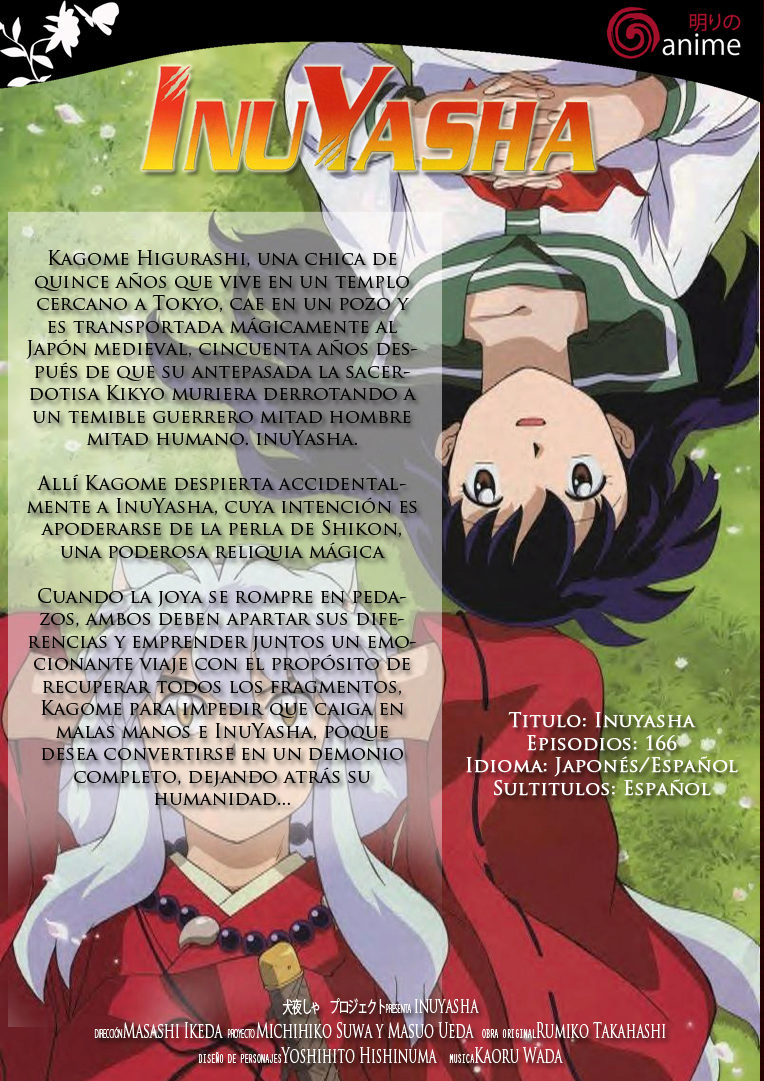 明りの
anime
InuYasha
Kagome Higurashi, una chica de
quince años que vive en un templo
cercano a Tokyo, cae en un pozo y
es transportada mágicamente al
Japón medieval, cincuenta años des-
pués de que su antepasada la sacer-
dotisa Kikyo muriera derrotando a
un temible guerrero mitad hombre
mitad humano. inuYasha.
Allí Kagome despierta accidental-
mente a InuYasha, cuya intención es
apoderarse de la perla de Shikon,
una poderosa reliquia mágica
Cuando la joya se rompe en peda-
zos, ambos deben apartar sus dife-
rencias y emprender juntos un emo-
cionante viaje con el propósito de
recuperar todos los fragmentos,
Kagome para impedir que caiga en
malas manos e InuYasha, poque
desea convertirse en un demonio
completo, dejando atrás su
humanidad...
Titulo: Inuyasha
Episodios: 166
Idioma: Japonés/Español
Sultitulos: Español
犬夜しゃ プロジェクト presenta INUYASHA
dirección Masashi Ikeda proyecto Michihiko Suwa y Masuo Ueda obra original Rumiko Takahashi
diseño de personajes Yoshihito Hishinuma musica Kaoru Wada